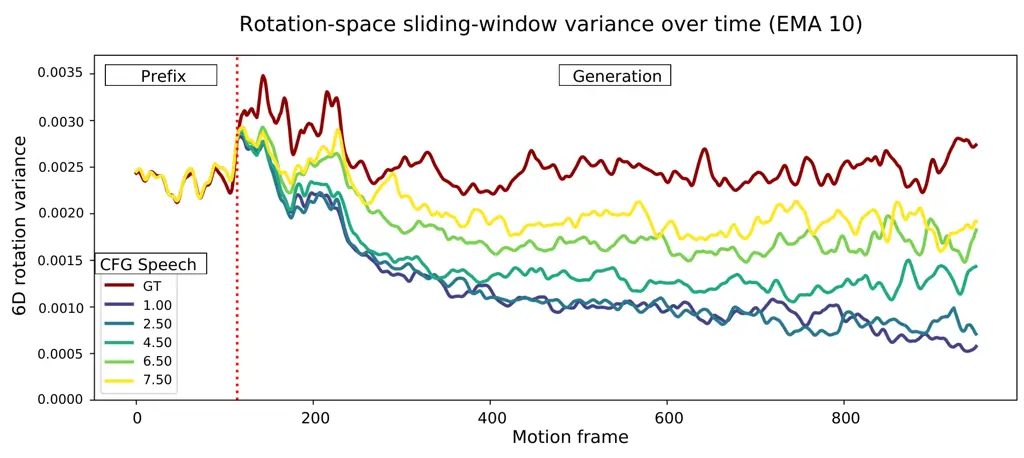 Rotation-space sliding-window variance over time (EMA 10)
Prefix
Generation
6D rotation variance
0.0035
0.0030
0.0025
0.0020
0.0015
0.0010
0.0005
0.0000
CFG Speech
GT
1.00
2.50
4.50
6.50
7.50
0
200
400
600
800
Motion frame